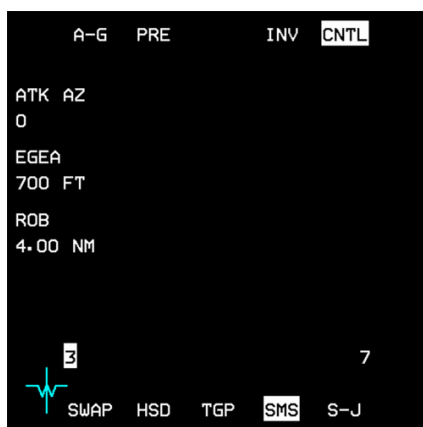 A-G PRE INV CNTL
ATK AZ
0
EGEA
700 FT
ROB
4.00 NM
3 7
SWAP HSD TGP SMS S-J